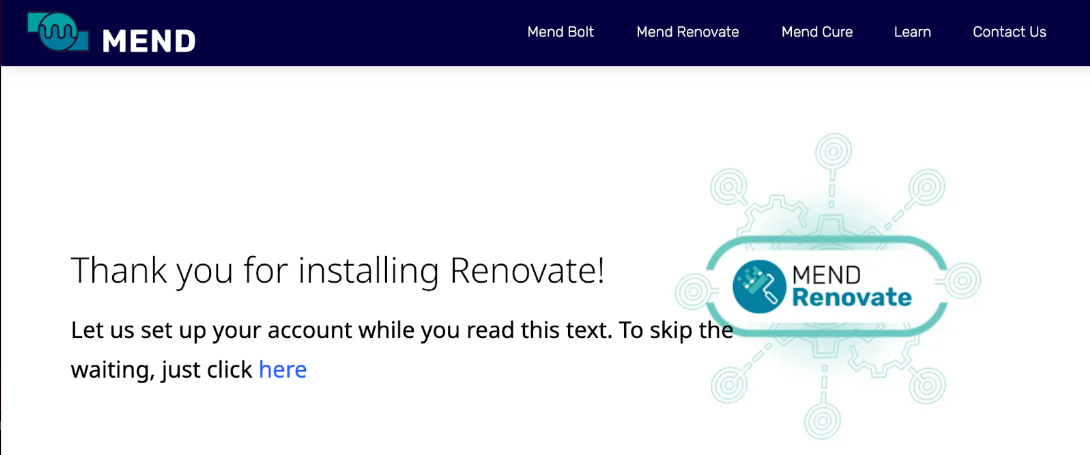 MEND
Mend Bolt
Mend Renovate
Mend Cure
Learn
Contact Us
Thank you for installing Renovate!
Let us set up your account while you read this text. To skip the
waiting, just click here
MEND
Renovate